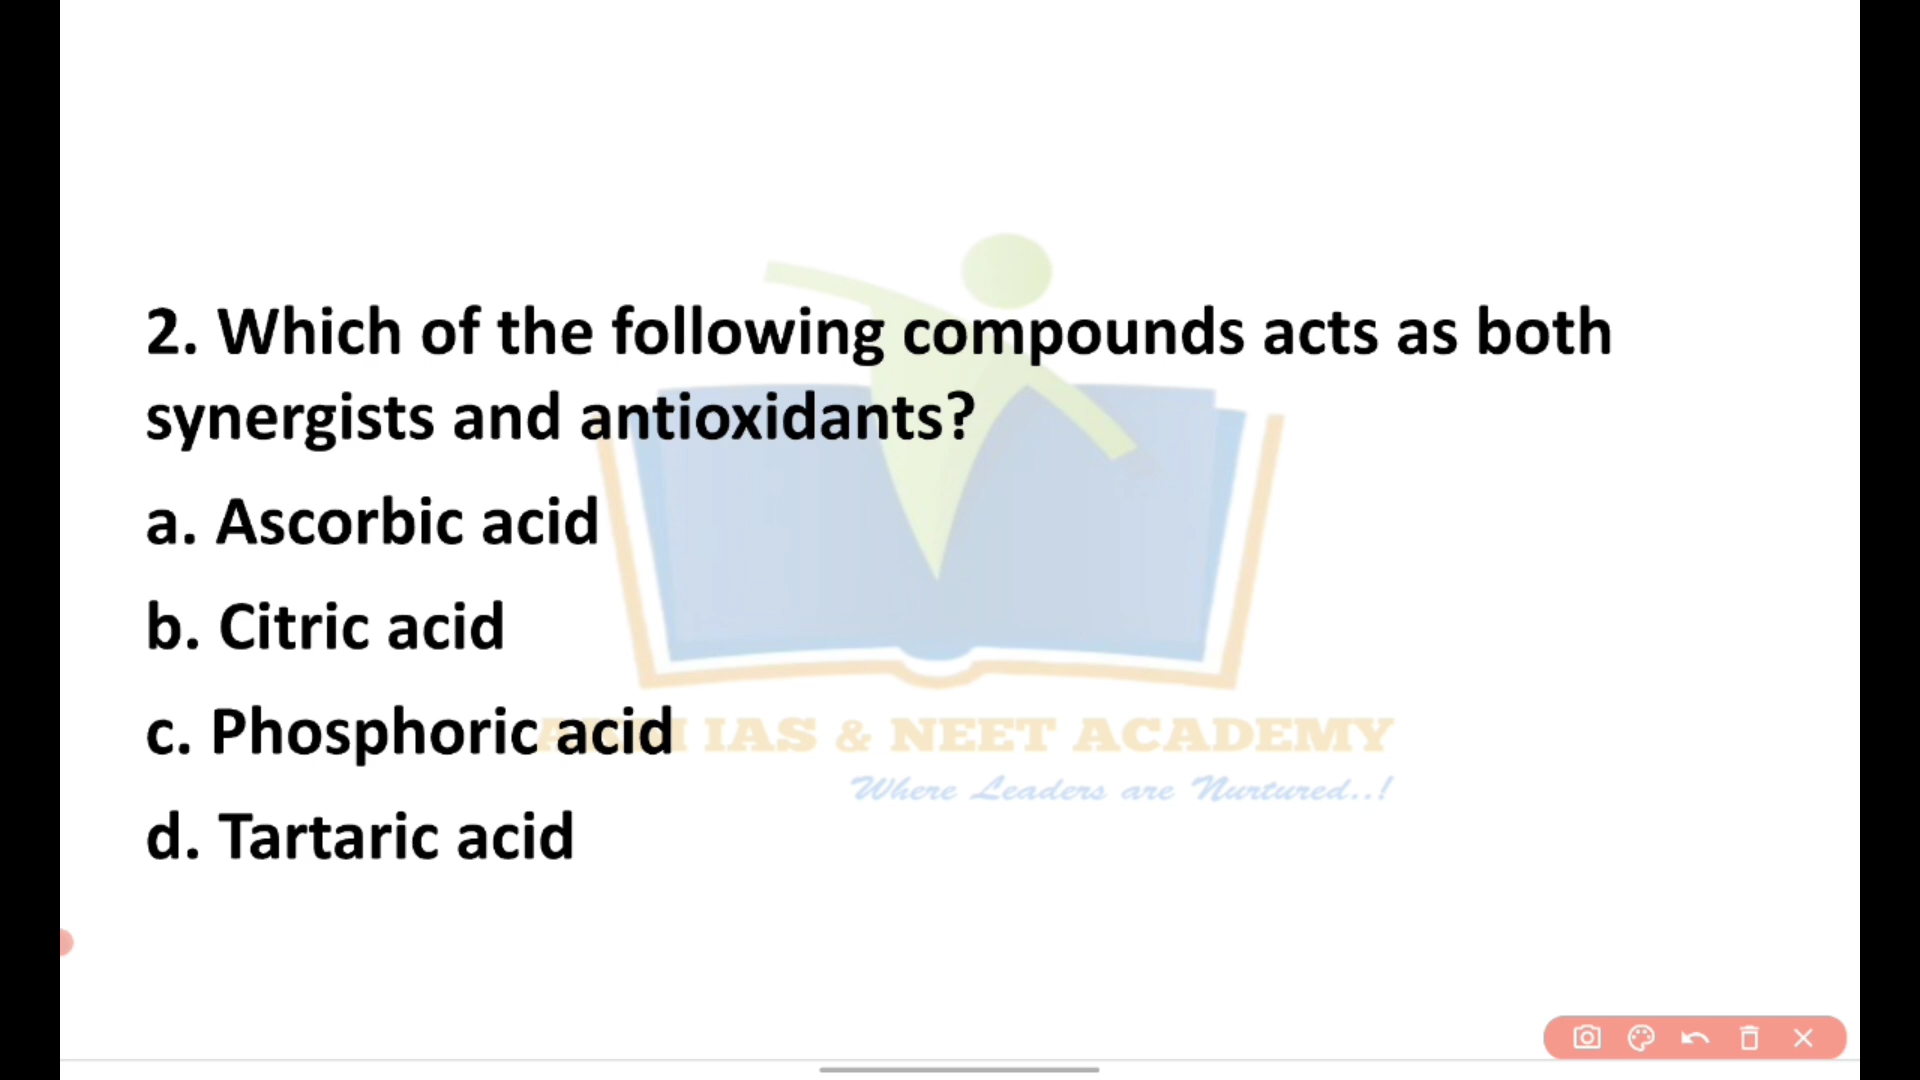 2. Which of the following compounds acts as both
synergists and antioxidants?
a. Ascorbic acid
b. Citric acid
c. Phosphoric acid
IAS & NEET ACADEMY
Where Leaders are Nurtured..!
d. Tartaric acid